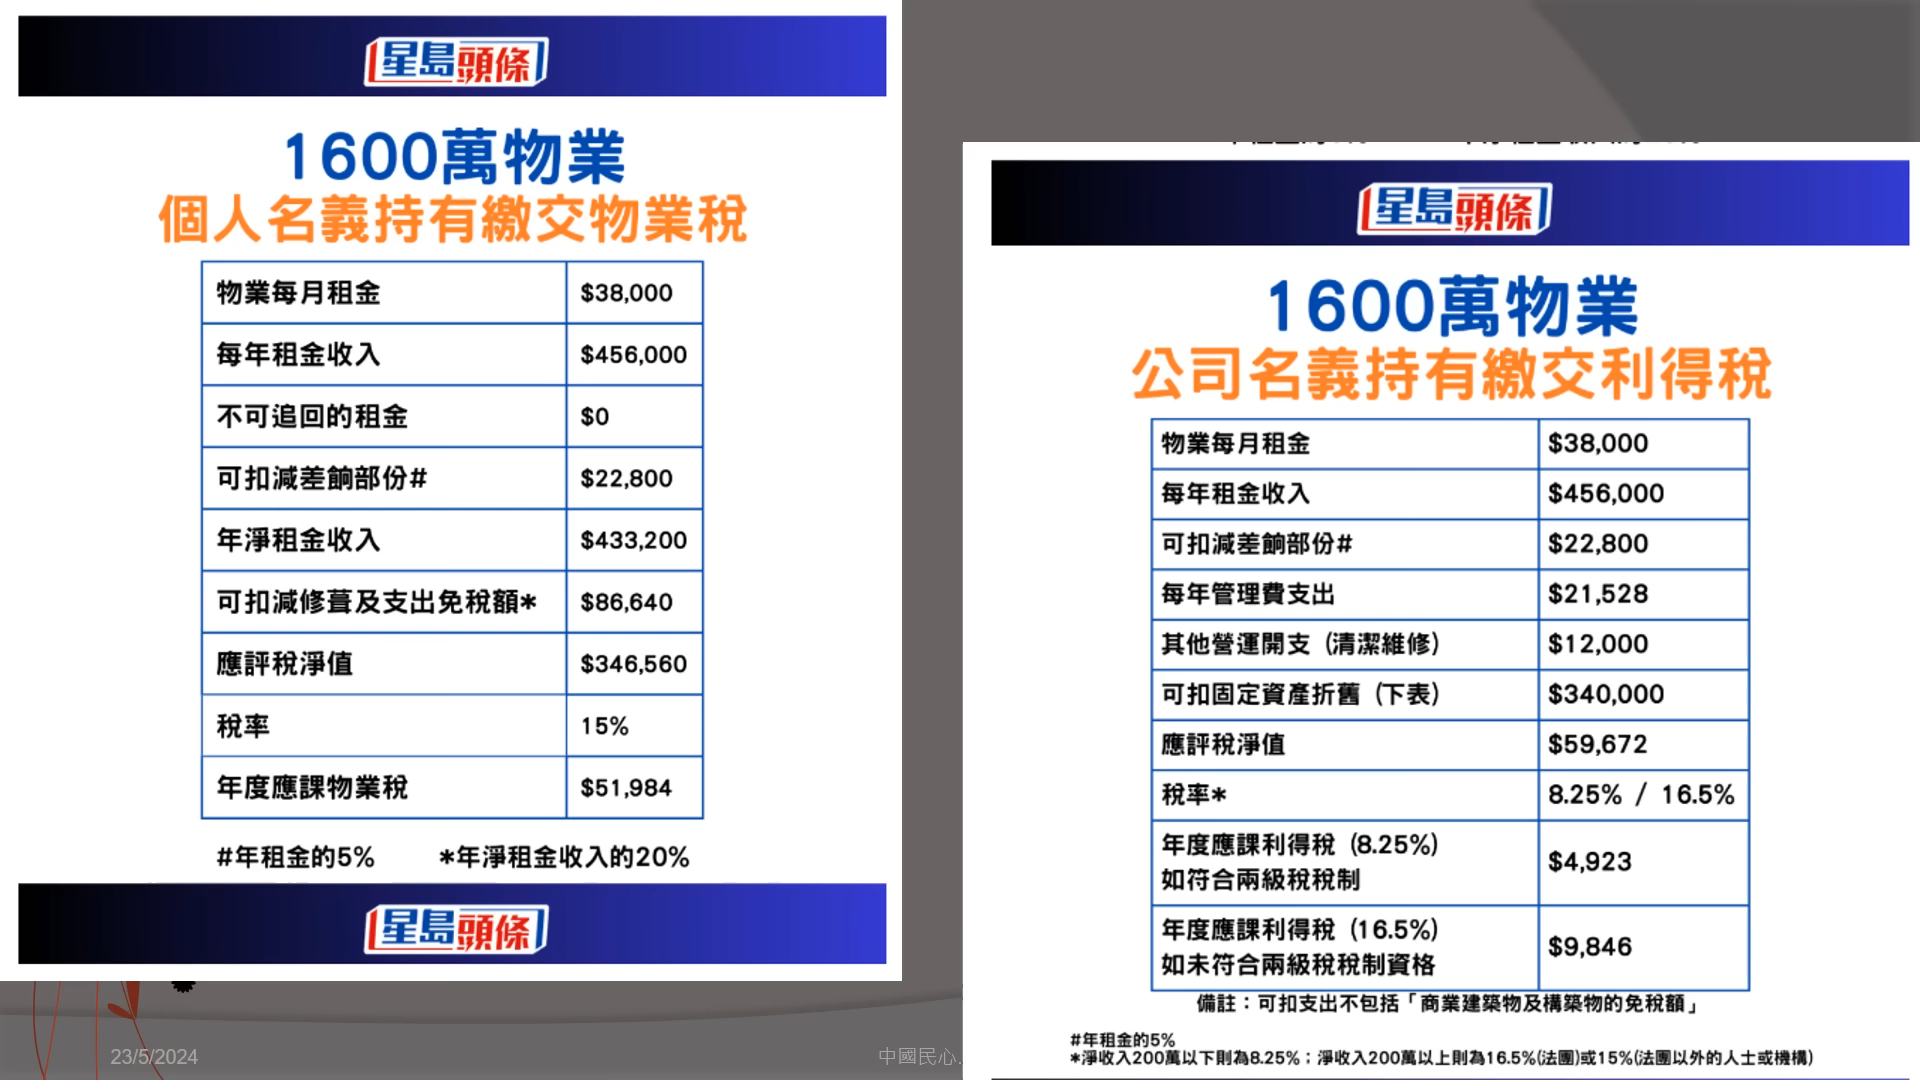 星島頭條
1600萬物業
個人名義持有繳交物業稅
物業每月租金 $38,000
每年租金收入 $456,000
不可追回的租金 $0
可扣減差餉部份# $22,800
年淨租金收入 $433,200
可扣減修葺及支出免稅額* $86,640
應評稅淨值 $346,560
稅率 15%
年度應課物業稅 $51,984
#年租金的5% *年淨租金收入的20%
星島頭條
23/5/2024
中國民心.
星島頭條
1600萬物業
公司名義持有繳交利得稅
物業每月租金 $38,000
每年租金收入 $456,000
可扣減差餉部份# $22,800
每年管理費支出 $21,528
其他營運開支（清潔維修） $12,000
可扣固定資產折舊（下表） $340,000
應評稅淨值 $59,672
稅率* 8.25% / 16.5%
年度應課利得稅（8.25%）
如符合兩級稅稅制 $4,923
年度應課利得稅（16.5%）
如未符合兩級稅稅制資格 $9,846
備註：可扣支出不包括「商業建築物及構築物的免稅額」
#年租金的5%
*淨收入200萬以下則為8.25%；淨收入200萬以上則為16.5%(法團)或15%(法團以外的人士或機構)